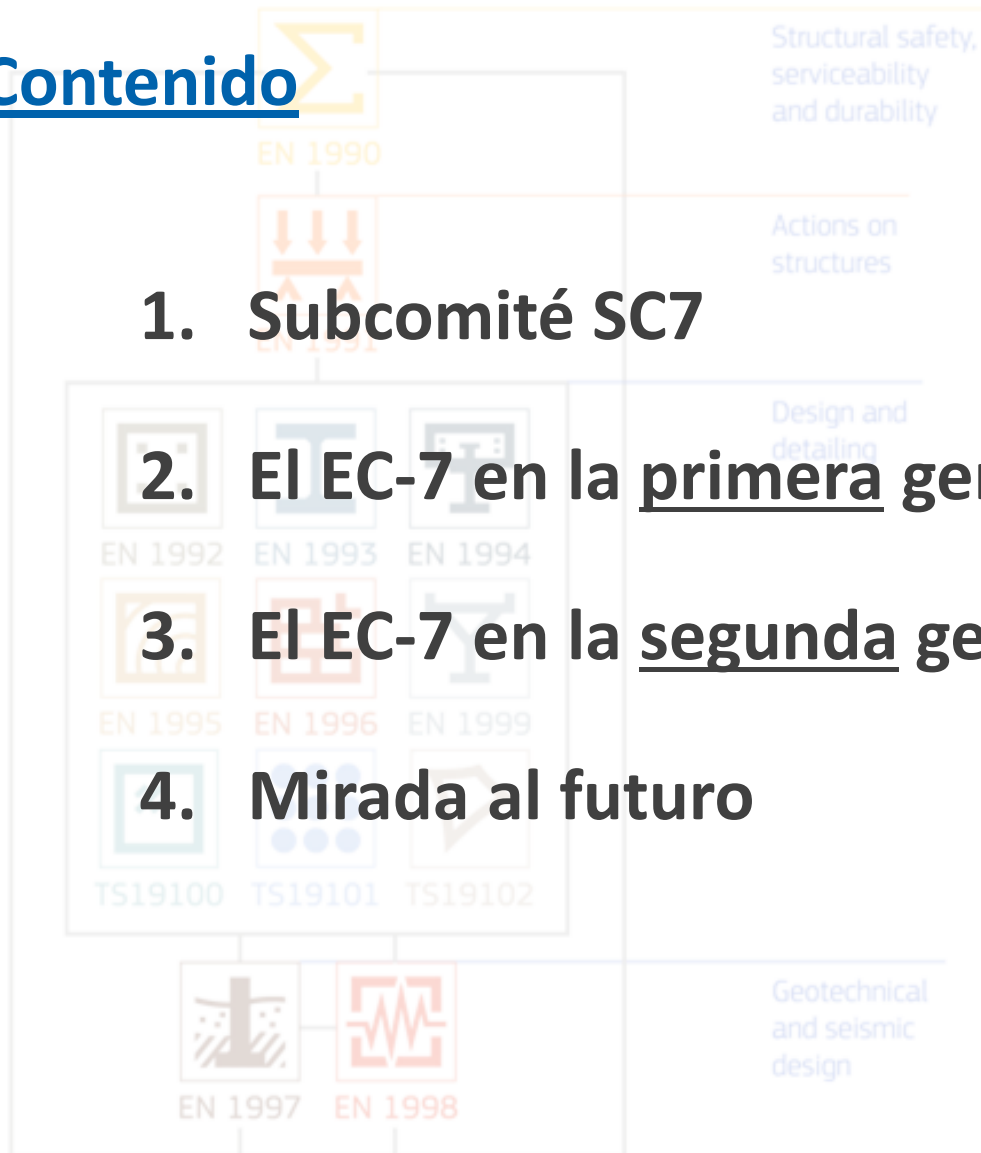 Contenido
Structural safety,
serviceability
and durability
EN 1990
Actions on
structures
1. Subcomité SC7
EN 1991
Design and
detailing
2. El EC-7 en la primera
EN 1992 EN 1993 EN 1994
3. El EC-7 en la segunda
EN 1995 EN 1996 EN 1999
4. Mirada al futuro
TS19100 TS19101 TS19102
Geotechnical
and seismic
design
EN 1997 EN 1998